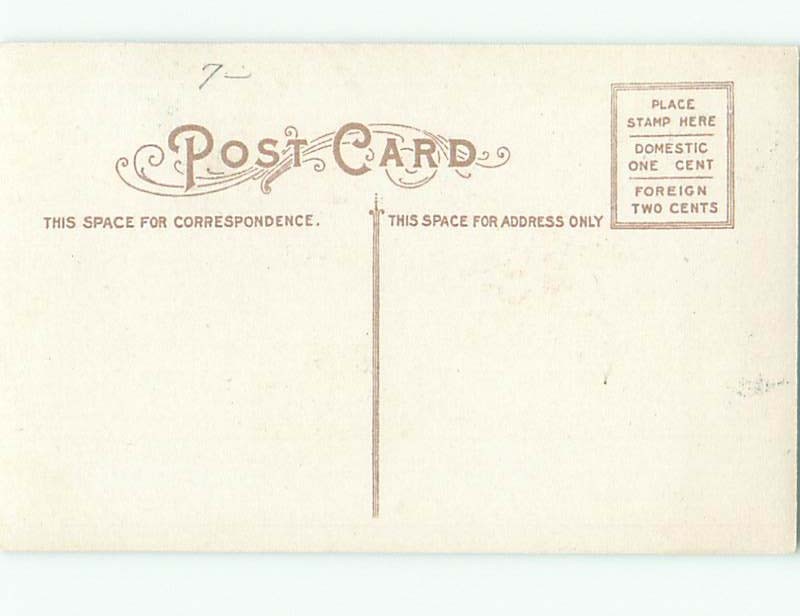 7-
POST CARD
PLACE
STAMP HERE
DOMESTIC
ONE CENT
FOREIGN
TWO CENTS
THIS SPACE FOR CORRESPONDENCE.
THIS SPACE FOR ADDRESS ONLY